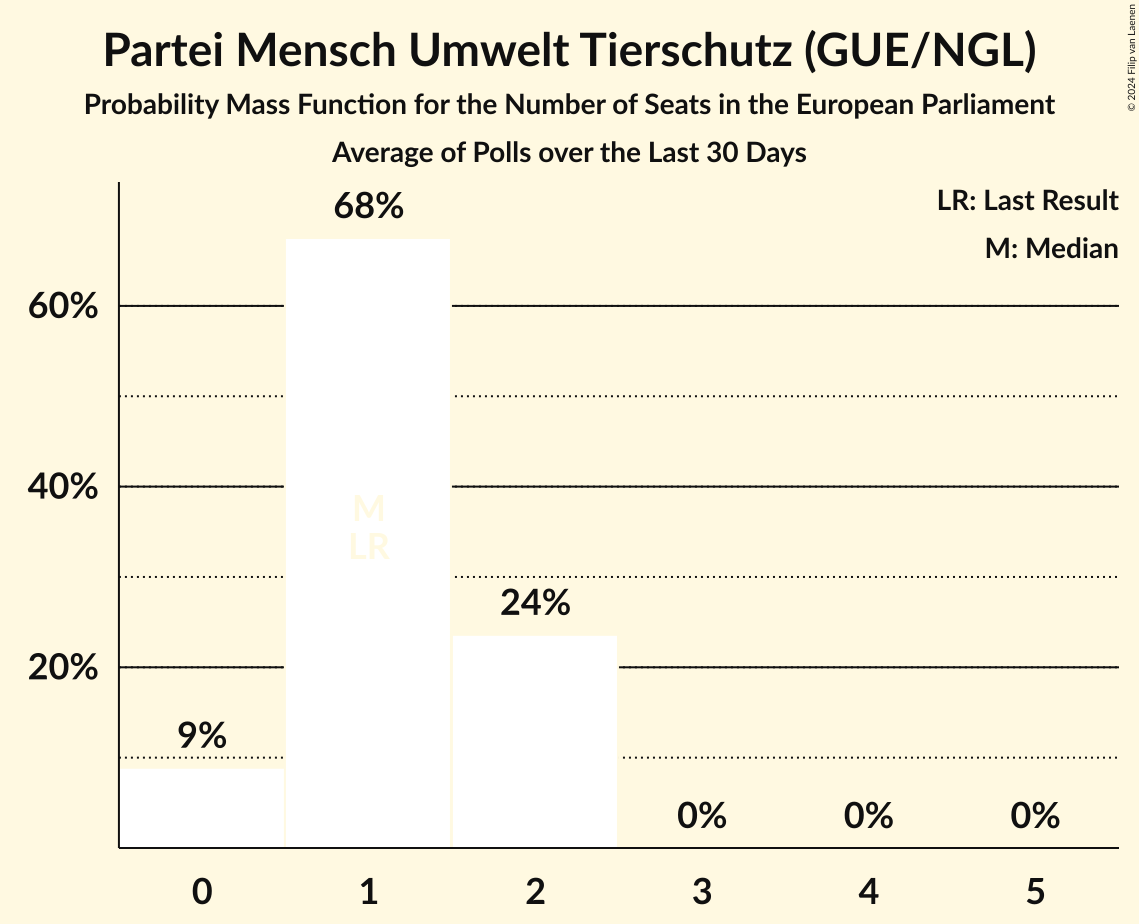 Partei Mensch Umwelt Tierschutz (GUE/NGL)
Probability Mass Function for the Number of Seats in the European Parliament
Average of Polls over the Last 30 Days
© 2024 Filip van Laenen
LR: Last Result
M: Median
68%
60%
40%
M
LR
24%
20%
9%
0% 0% 0%
0 1 2 3 4 5